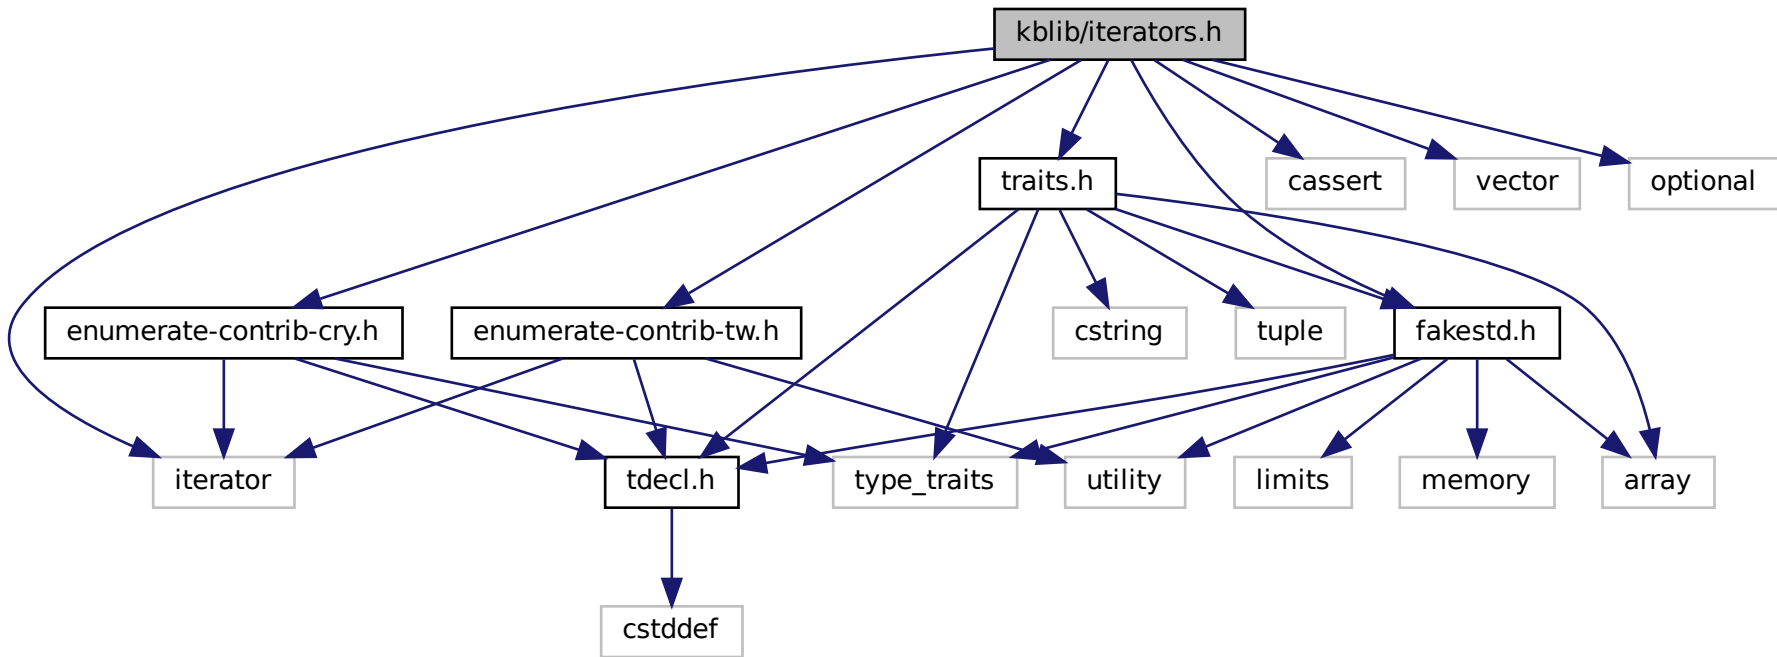 kblib/iterators.h
traits.h
cassert
vector
optional
enumerate-contrib-cry.h
enumerate-contrib-tw.h
cstring
tuple
fakestd.h
iterator
tdecl.h
type_traits
utility
limits
memory
array
cstddef